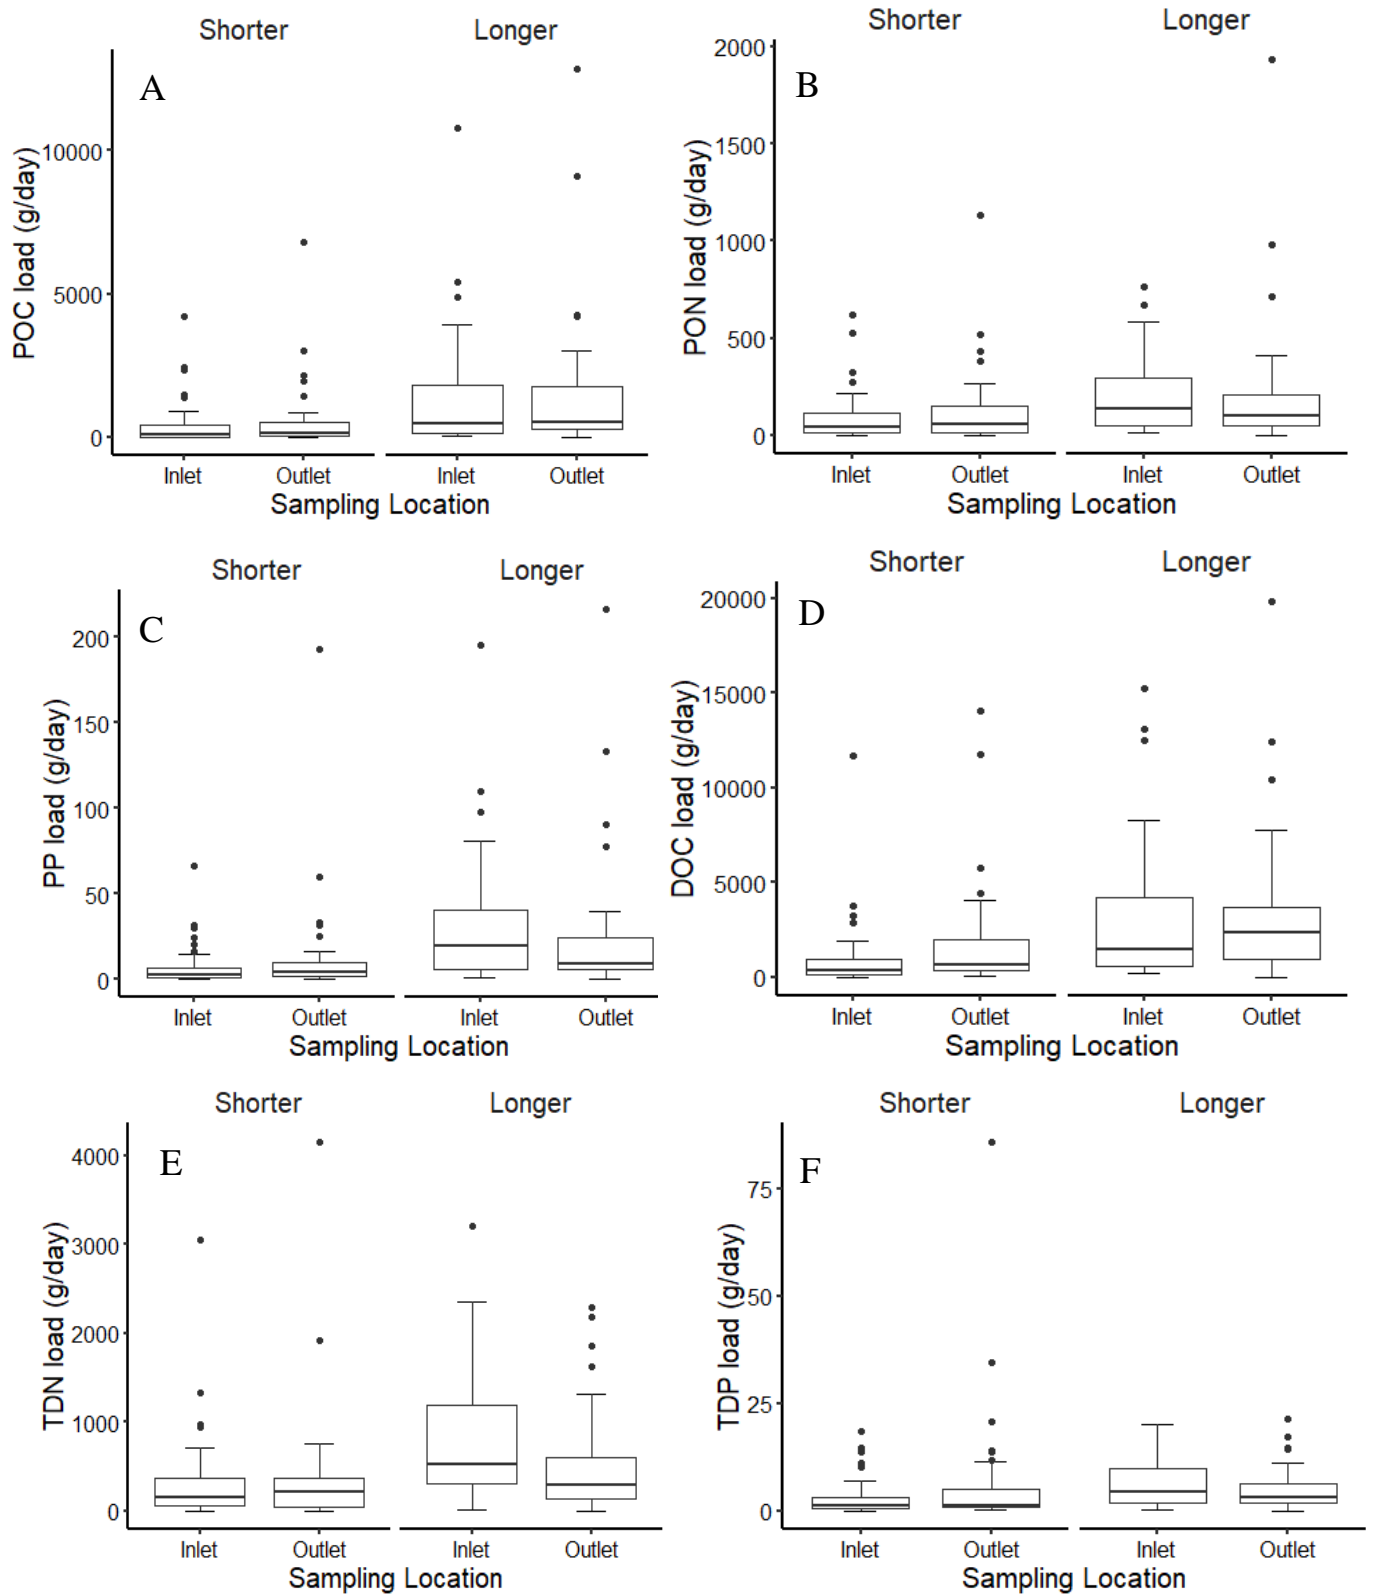 Shorter Longer
A
POC load (g/day)
10000
5000
0
Inlet Outlet Inlet Outlet
Sampling Location
Shorter Longer
B
PON load (g/day)
2000
1500
1000
500
0
Inlet Outlet Inlet Outlet
Sampling Location
Shorter Longer
C
PP load (g/day)
200
150
100
50
0
Inlet Outlet Inlet Outlet
Sampling Location
Shorter Longer
D
DOC load (g/day)
20000
15000
10000
5000
0
Inlet Outlet Inlet Outlet
Sampling Location
Shorter Longer
E
TDN load (g/day)
4000
3000
2000
1000
0
Inlet Outlet Inlet Outlet
Sampling Location
Shorter Longer
F
TDP load (g/day)
75
50
25
0
Inlet Outlet Inlet Outlet
Sampling Location